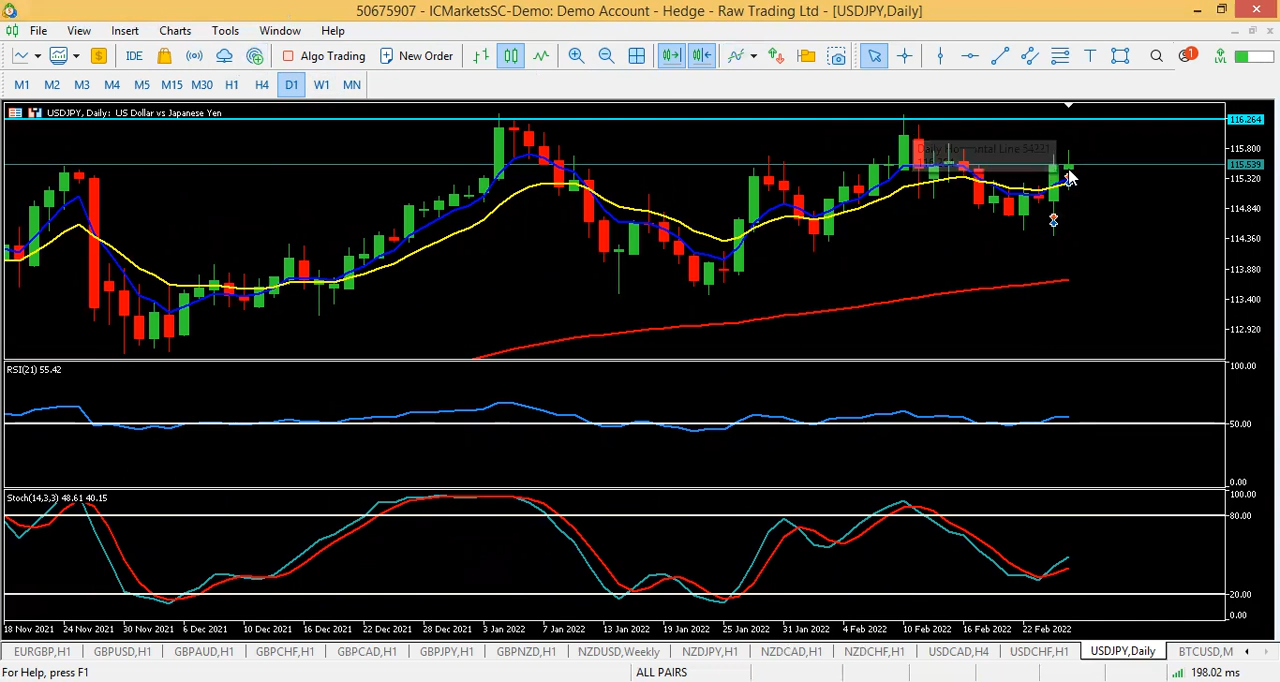 50675907 - ICMarketsSC-Demo: Demo Account - Hedge - Raw Trading Ltd - [USDJPY,Daily]
File View Insert Charts Tools Window Help
IDE Algo Trading New Order 1 LVL
M1 M2 M3 M4 M5 M15 M30 H1 H4 D1 W1 MN
USDJPY, Daily: US Dollar vs Japanese Yen
116.264
Daily Horizontal Line 54221
115.800
115.539
115.320
114.840
114.360
113.880
113.400
112.920
RSI(21) 55.42
100.00
50.00
0.00
Stoch(14,3,3) 48.61 40.15
100.00
80.00
20.00
0.00
18 Nov 2021 24 Nov 2021 30 Nov 2021 6 Dec 2021 10 Dec 2021 16 Dec 2021 22 Dec 2021 28 Dec 2021 3 Jan 2022 7 Jan 2022 13 Jan 2022 19 Jan 2022 25 Jan 2022 31 Jan 2022 4 Feb 2022 10 Feb 2022 16 Feb 2022 22 Feb 2022
EURGBP,H1 GBPUSD,H1 GBPAUD,H1 GBPCHF,H1 GBPCAD,H1 GBPJPY,H1 GBPNZD,H1 NZDUSD,Weekly NZDJPY,H1 NZDCAD,H1 NZDCHF,H1 USDCAD,H4 USDCHF,H1 USDJPY,Daily BTCUSD,M
For Help, press F1 ALL PAIRS 198.02 ms